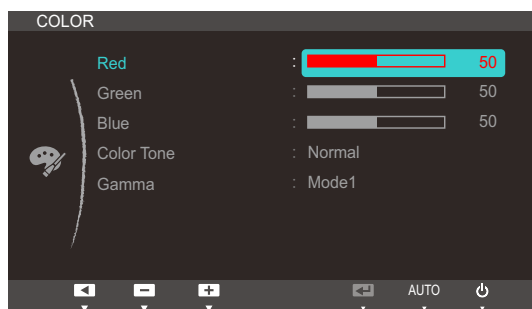 COLOR
Red : 50
Green : 50
Blue : 50
Color Tone : Normal
Gamma : Mode1
AUTO